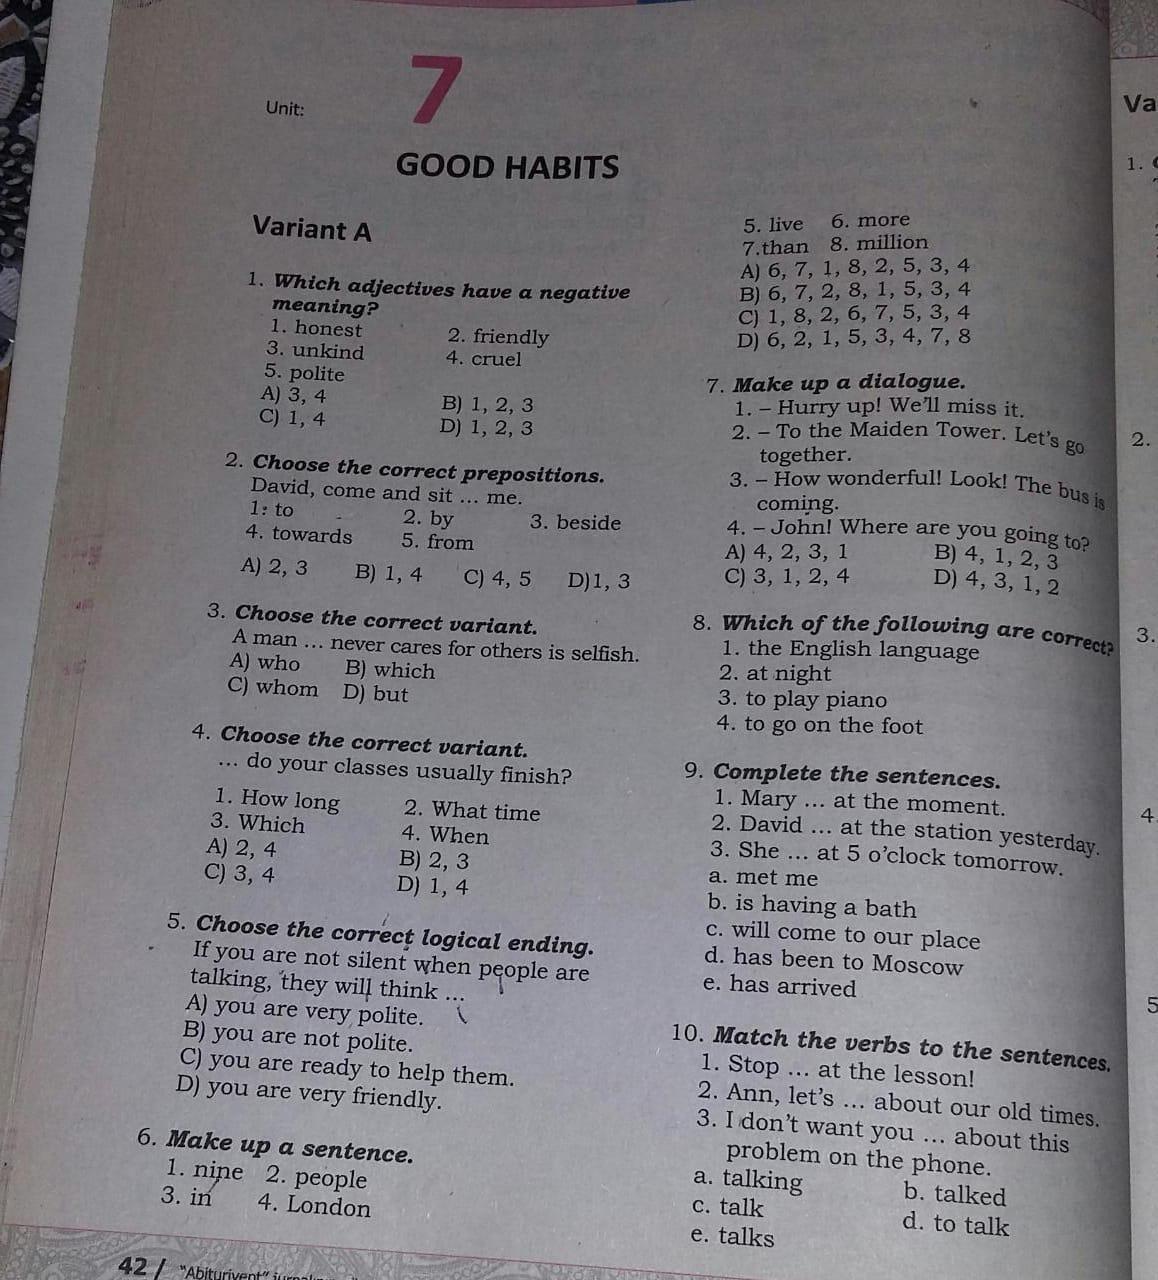 Unit:
7
GOOD HABITS
Variant A
1. Which adjectives have a negative
meaning?
1. honest 2. friendly
3. unkind 4. cruel
5. polite
A) 3, 4 B) 1, 2, 3
C) 1, 4 D) 1, 2, 3
2. Choose the correct prepositions.
David, come and sit ... me.
1: to 2. by 3. beside
4. towards 5. from
A) 2, 3 B) 1, 4 C) 4, 5 D)1, 3
3. Choose the correct variant.
A man ... never cares for others is selfish.
A) who B) which
C) whom D) but
4. Choose the correct variant.
... do your classes usually finish?
1. How long 2. What time
3. Which 4. When
A) 2, 4 B) 2, 3
C) 3, 4 D) 1, 4
5. Choose the correct logical ending.
If you are not silent when people are
talking, they will think ...
A) you are very polite.
B) you are not polite.
C) you are ready to help them.
D) you are very friendly.
6. Make up a sentence.
1. nine 2. people
3. in 4. London
42 / "Abituriyent"
5. live 6. more
7.than 8. million
A) 6, 7, 1, 8, 2, 5, 3, 4
B) 6, 7, 2, 8, 1, 5, 3, 4
C) 1, 8, 2, 6, 7, 5, 3, 4
D) 6, 2, 1, 5, 3, 4, 7, 8
7. Make up a dialogue.
1. – Hurry up! We'll miss it.
2. – To the Maiden Tower. Let's go
together.
3. – How wonderful! Look! The bus is
coming.
4. – John! Where are you going to?
A) 4, 2, 3, 1 B) 4, 1, 2, 3
C) 3, 1, 2, 4 D) 4, 3, 1, 2
8. Which of the following are correct?
1. the English language
2. at night
3. to play piano
4. to go on the foot
9. Complete the sentences.
1. Mary ... at the moment.
2. David ... at the station yesterday.
3. She ... at 5 o'clock tomorrow.
a. met me
b. is having a bath
c. will come to our place
d. has been to Moscow
e. has arrived
10. Match the verbs to the sentences.
1. Stop ... at the lesson!
2. Ann, let's ... about our old times.
3. I don't want you ... about this
problem on the phone.
a. talking b. talked
c. talk d. to talk
e. talks
Va
1.
2.
3.
4
5